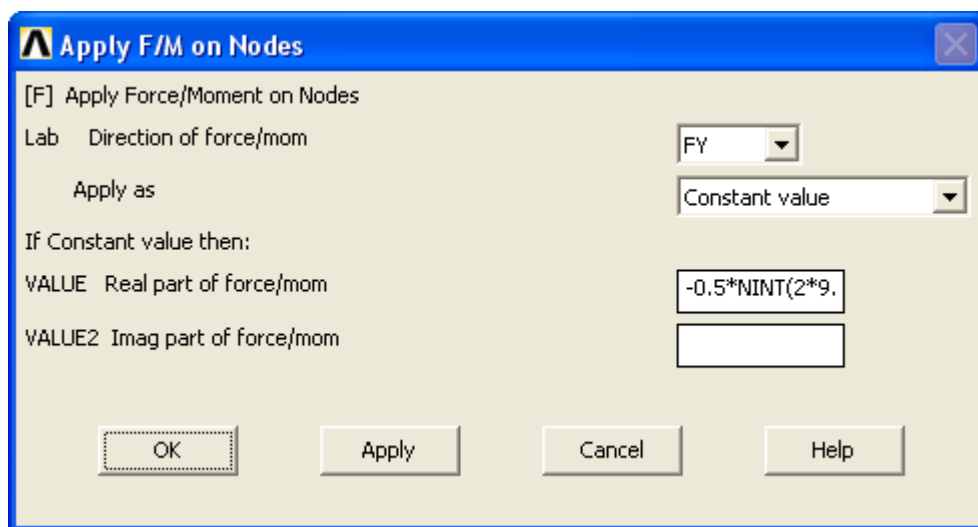 Apply F/M on Nodes
[F] Apply Force/Moment on Nodes
Lab Direction of force/mom FY
Apply as Constant value
If Constant value then:
VALUE Real part of force/mom -0.5*NINT(2*9.
VALUE2 Imag part of force/mom
OK Apply Cancel Help